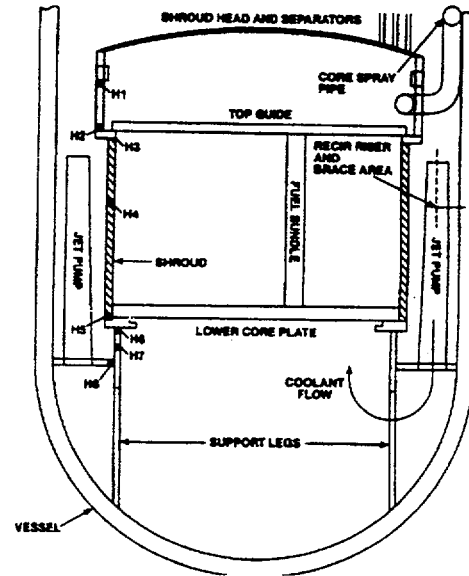 SHROUD HEAD AND SEPARATORS
CORE SPRAY
PIPE
H1
TOP GUIDE
H2
H3
RECIR RISER
AND
BRACE AREA
H4
JET PUMP
FUEL BUNDLE
JET PUMP
SHROUD
H5
LOWER CORE PLATE
H6
H7
H8
COOLANT
FLOW
SUPPORT LEGS
VESSEL